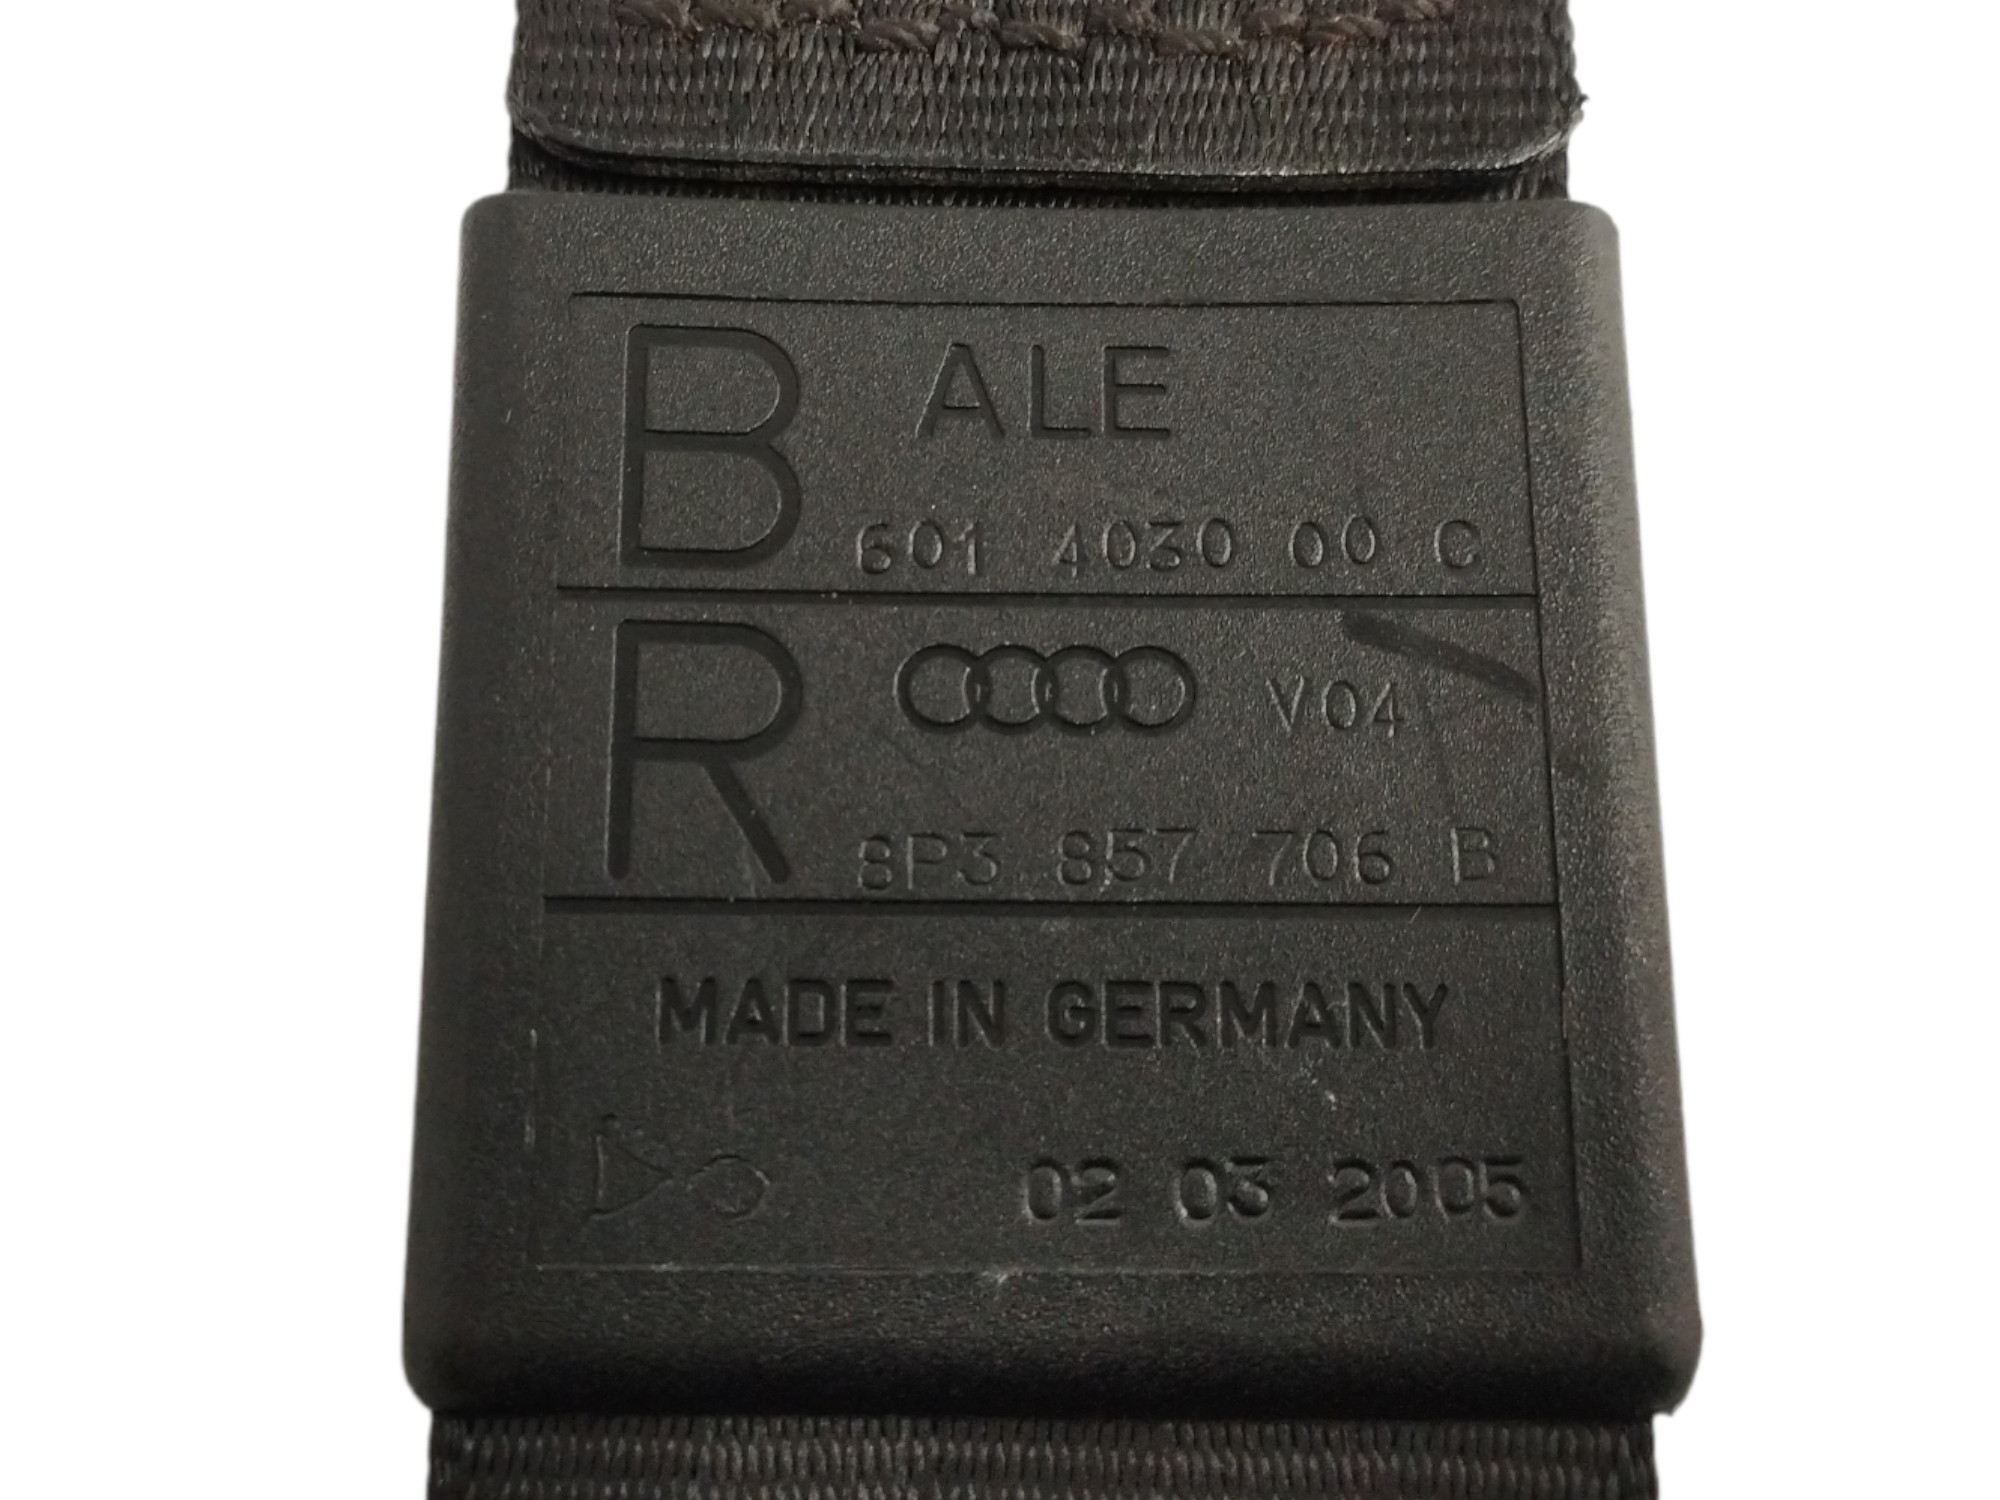 B ALE
601 4030 00 C
R V04
8P3 857 706 B
MADE IN GERMANY
02 03 2005